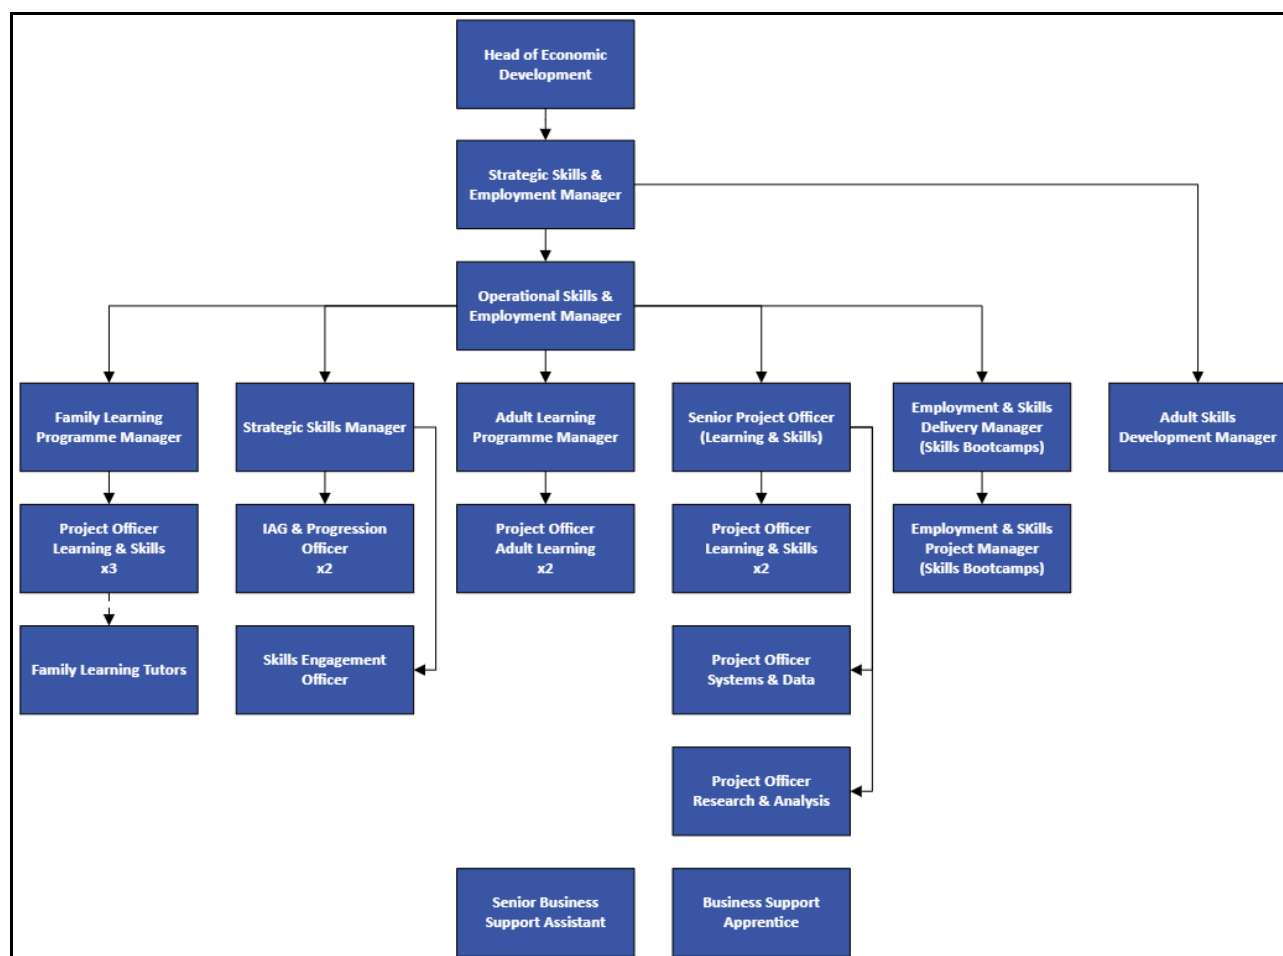 Head of Economic
Development
Strategic Skills &
Employment Manager
Operational Skills &
Employment Manager
Family Learning
Programme Manager
Strategic Skills Manager
Adult Learning
Programme Manager
Senior Project Officer
(Learning & Skills)
Employment & Skills
Delivery Manager
(Skills Bootcamps)
Adult Skills
Development Manager
Project Officer
Learning & Skills
x3
IAG & Progression
Officer
x2
Project Officer
Adult Learning
x2
Project Officer
Learning & Skills
x2
Employment & SKills
Project Manager
(Skills Bootcamps)
Family Learning Tutors
Skills Engagement
Officer
Project Officer
Systems & Data
Project Officer
Research & Analysis
Senior Business
Support Assistant
Business Support
Apprentice